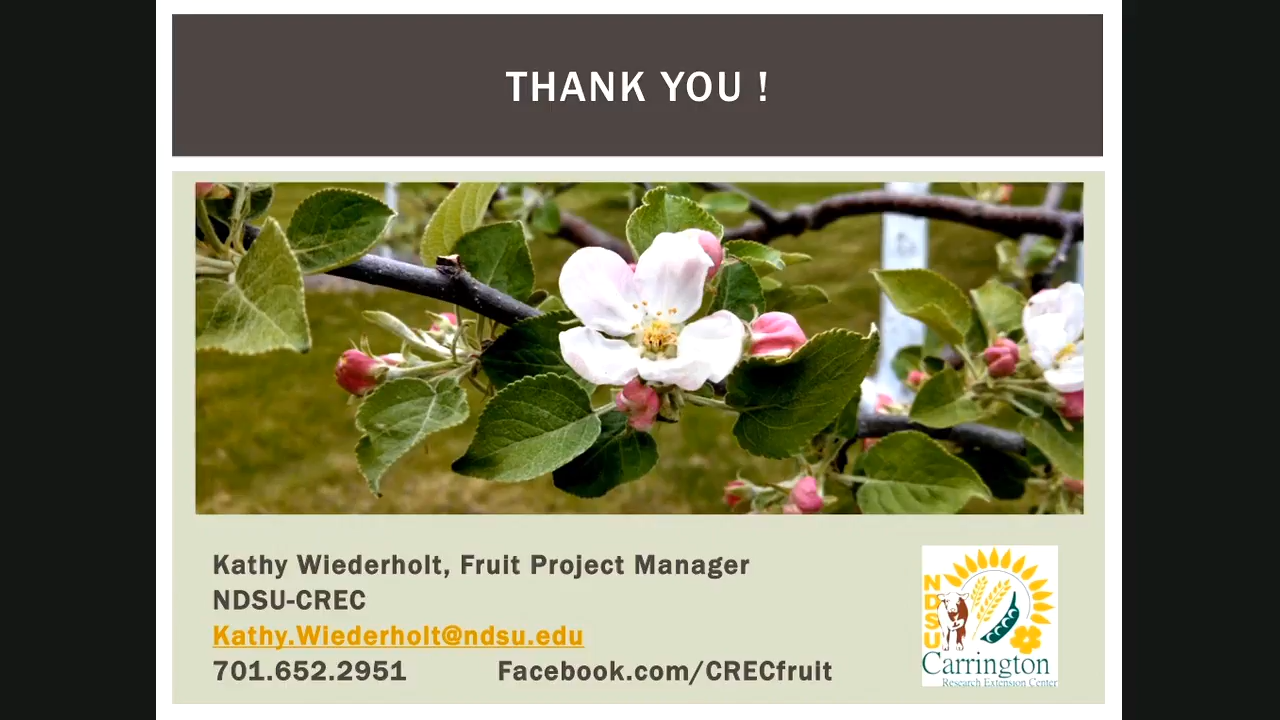 THANK YOU !
Kathy Wiederholt, Fruit Project Manager
NDSU-CREC
Kathy.Wiederholt@ndsu.edu
701.652.2951 Facebook.com/CRECfruit
NDSU
Carrington
Research Extension Center